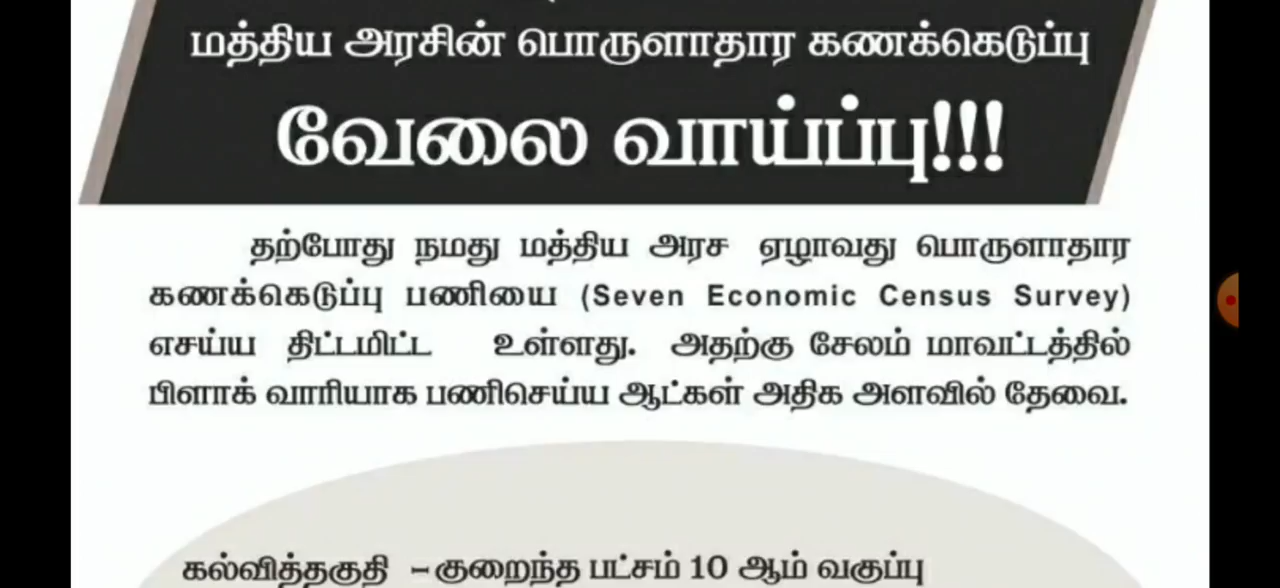 மத்திய அரசின் பொருளாதார கணக்கெடுப்பு
வேலை வாய்ப்பு!!!
தற்போது நமது மத்திய அரச ஏழாவது பொருளாதார
கணக்கெடுப்பு பணியை (Seven Economic Census Survey)
எசய்ய திட்டமிட்ட உள்ளது. அதற்கு சேலம் மாவட்டத்தில்
பிளாக் வாரியாக பணிசெய்ய ஆட்கள் அதிக அளவில் தேவை.
கல்வித்தகுதி – குறைந்த பட்சம் 10 ஆம் வகுப்பு